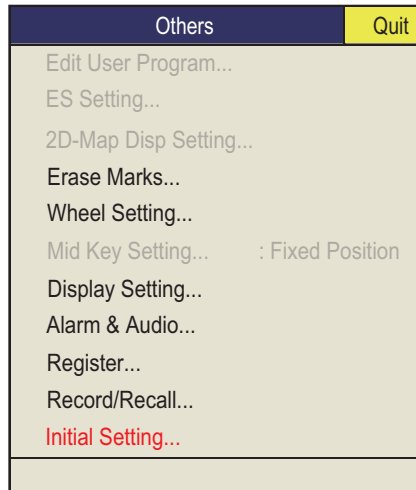 Others Quit
Edit User Program...
ES Setting...
2D-Map Disp Setting...
Erase Marks...
Wheel Setting...
Mid Key Setting... : Fixed Position
Display Setting...
Alarm & Audio...
Register...
Record/Recall...
Initial Setting...